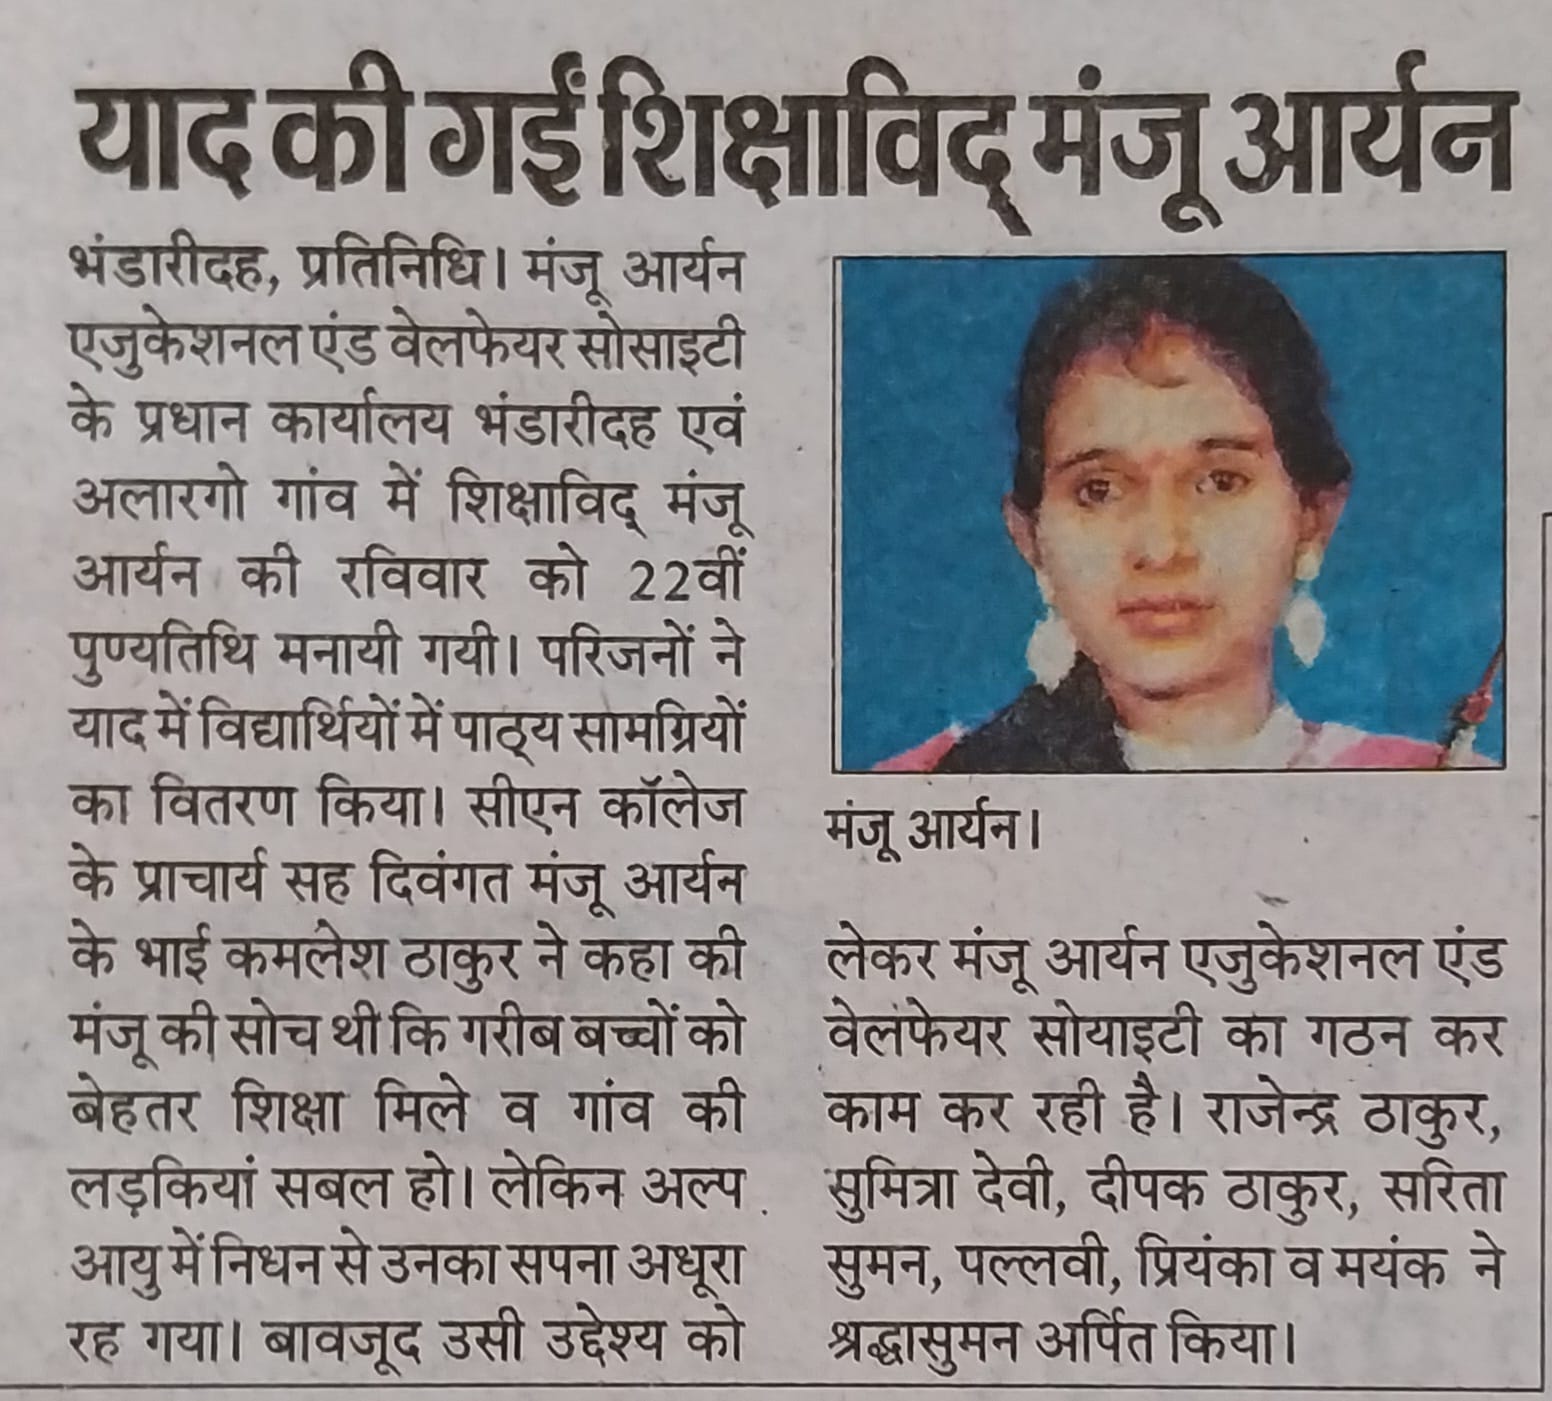 याद की गईं शिक्षाविद् मंजू आर्यन
भंडारीदह, प्रतिनिधि। मंजू आर्यन
एजुकेशनल एंड वेलफेयर सोसाइटी
के प्रधान कार्यालय भंडारीदह एवं
अलारगो गांव में शिक्षाविद् मंजू
आर्यन की रविवार को 22वीं
पुण्यतिथि मनायी गयी। परिजनों ने
याद में विद्यार्थियों में पाठ्य सामग्रियों
का वितरण किया। सीएन कॉलेज
के प्राचार्य सह दिवंगत मंजू आर्यन
के भाई कमलेश ठाकुर ने कहा की
मंजू की सोच थी कि गरीब बच्चों को
बेहतर शिक्षा मिले व गांव की
लड़कियां सबल हो। लेकिन अल्प
आयु में निधन से उनका सपना अधूरा
रह गया। बावजूद उसी उद्देश्य को
मंजू आर्यन।
लेकर मंजू आर्यन एजुकेशनल एंड
वेलफेयर सोयाइटी का गठन कर
काम कर रही है। राजेन्द्र ठाकुर,
सुमित्रा देवी, दीपक ठाकुर, सरिता
सुमन, पल्लवी, प्रियंका व मयंक ने
श्रद्धासुमन अर्पित किया।